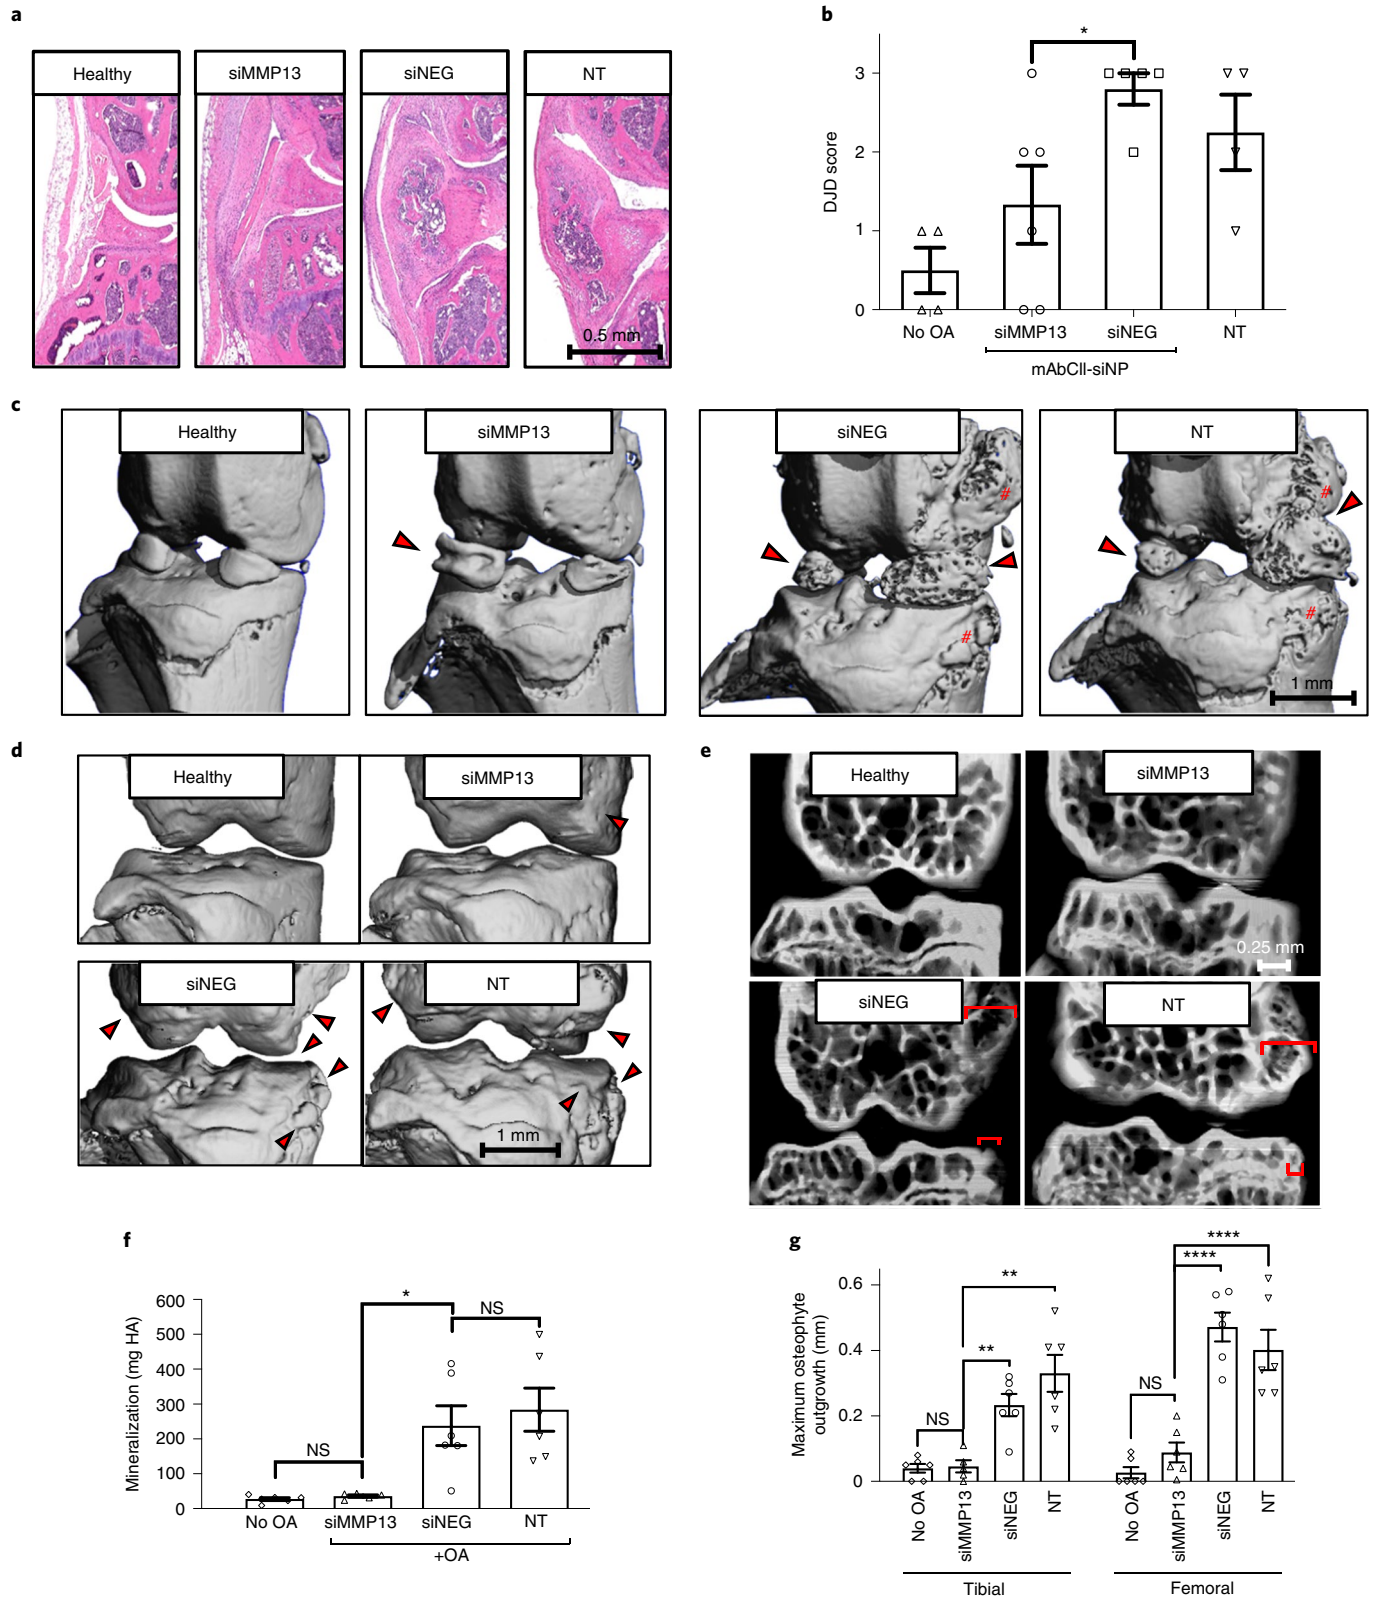 a
Healthy
siMMP13
siNEG
NT
0.5 mm
b
*
DJD score
3
2
1
0
No OA
siMMP13
siNEG
NT
mAbCII-siNP
c
Healthy
siMMP13
siNEG
NT
#
#
#
#
1 mm
d
Healthy
siMMP13
siNEG
NT
1 mm
e
Healthy
siMMP13
0.25 mm
siNEG
NT
f
Mineralization (mg HA)
600
500
400
300
200
100
0
NS
*
NS
No OA
siMMP13
siNEG
NT
+OA
g
Maximum osteophyte
outgrowth (mm)
0.6
0.4
0.2
0
NS
**
**
NS
****
****
No OA
siMMP13
siNEG
NT
No OA
siMMP13
siNEG
NT
Tibial
Femoral